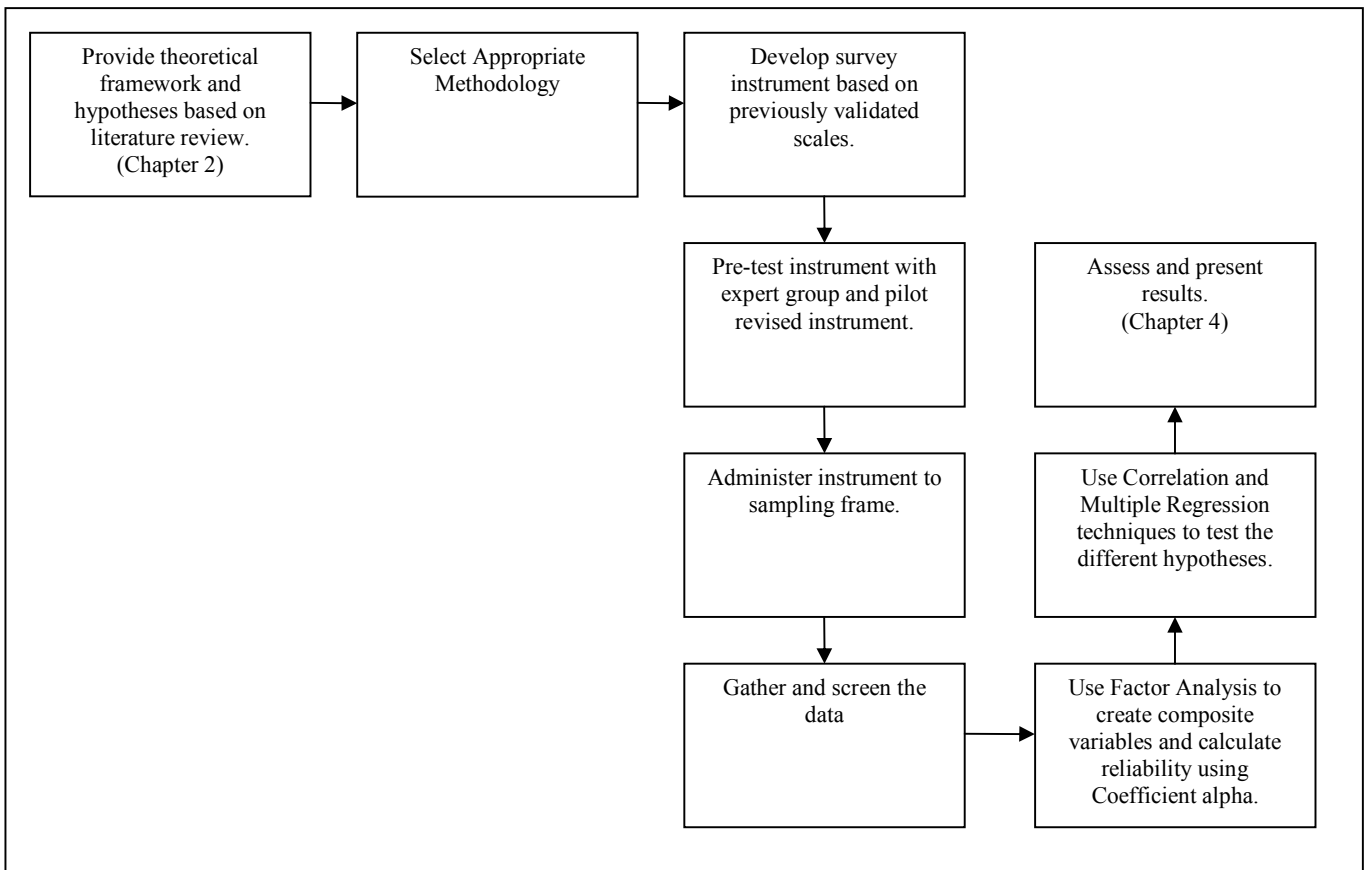 Provide theoretical
framework and
hypotheses based on
literature review.
(Chapter 2)
Select Appropriate
Methodology
Develop survey
instrument based on
previously validated
scales.
Pre-test instrument with
expert group and pilot
revised instrument.
Administer instrument to
sampling frame.
Gather and screen the
data
Use Factor Analysis to
create composite
variables and calculate
reliability using
Coefficient alpha.
Use Correlation and
Multiple Regression
techniques to test the
different hypotheses.
Assess and present
results.
(Chapter 4)